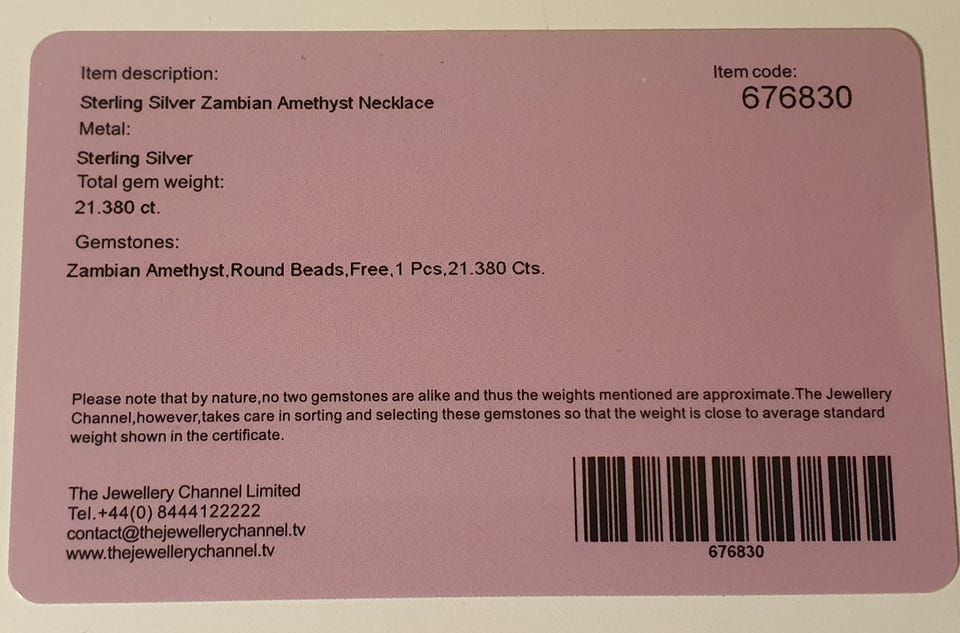 Item description:
Item code:
Sterling Silver Zambian Amethyst Necklace
676830
Metal:
Sterling Silver
Total gem weight:
21.380 ct.
Gemstones:
Zambian Amethyst,Round Beads,Free,1 Pcs,21.380 Cts.
Please note that by nature,no two gemstones are alike and thus the weights mentioned are approximate.The Jewellery
Channel,however,takes care in sorting and selecting these gemstones so that the weight is close to average standard
weight shown in the certificate.
The Jewellery Channel Limited
Tel.+44(0) 8444122222
contact@thejewellerychannel.tv
www.thejewellerychannel.tv
676830